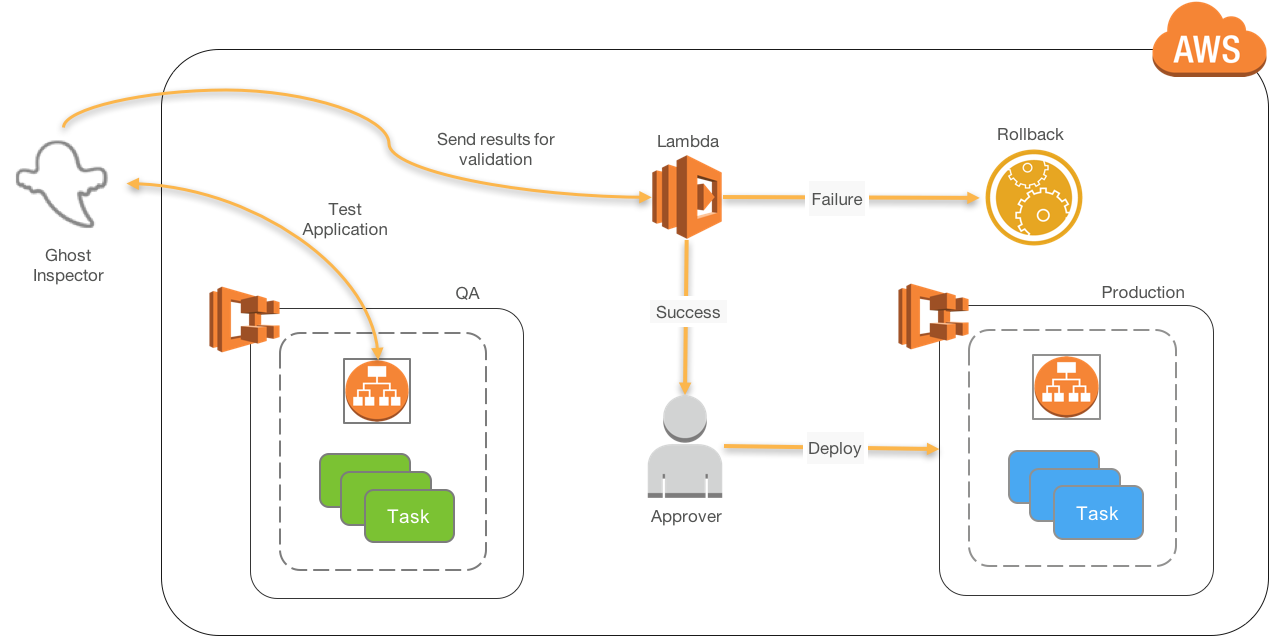 AWS
Send results for
validation
Lambda
Rollback
Failure
Test
Application
Ghost
Inspector
QA
Success
Production
Task
Approver
Deploy
Task